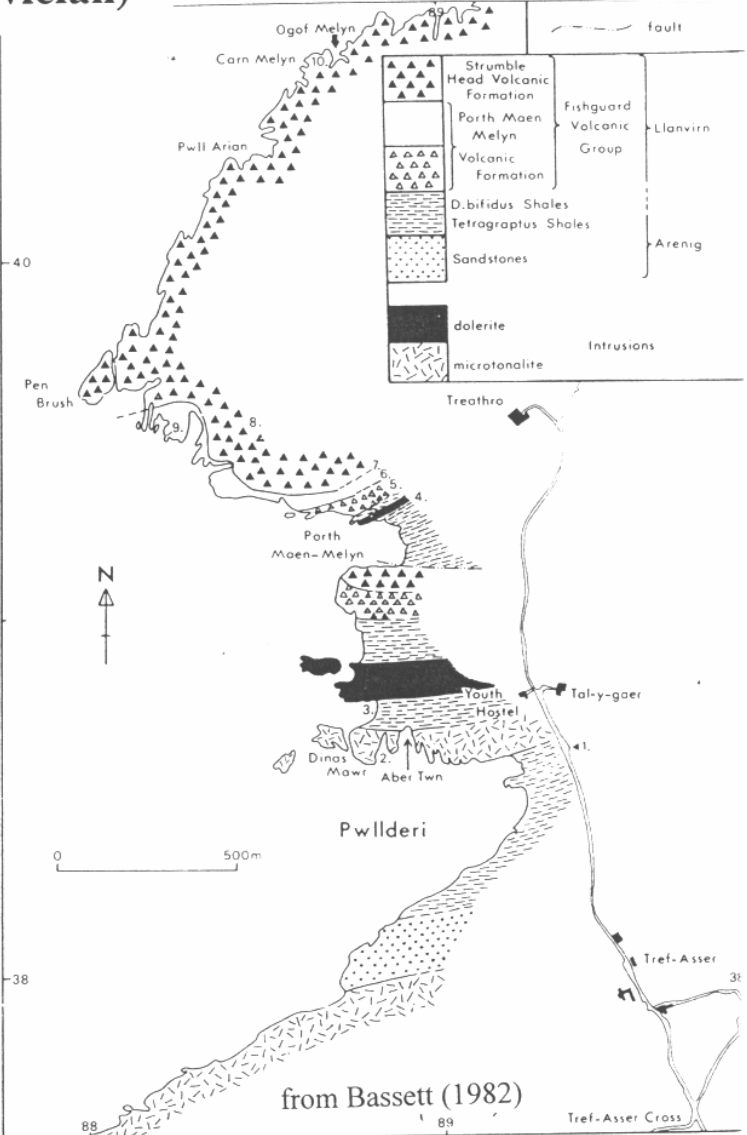 89
Ogof Melyn
Carn Melyn
10.
Pwll Arian
fault
Strumble
Head Volcanic
Formation
Porth Maen
Melyn
Volcanic
Formation
Fishguard
Volcanic
Group
Llanvirn
D.bifidus Shales
Tetragraptus Shales
Sandstones
Arenig
dolerite
microtonalite
Intrusions
40
Pen
Brush
9.
8.
7.
6.
5.
4.
Treathro
Porth
Maen-Melyn
N
Youth
Hostel
Tal-y-gaer
3.
1.
Dinas
Mawr
2.
Aber Twn
Pwllderi
0
500m
38
Tref-Asser
38
from Bassett (1982)
88
89
Tref-Asser Cross